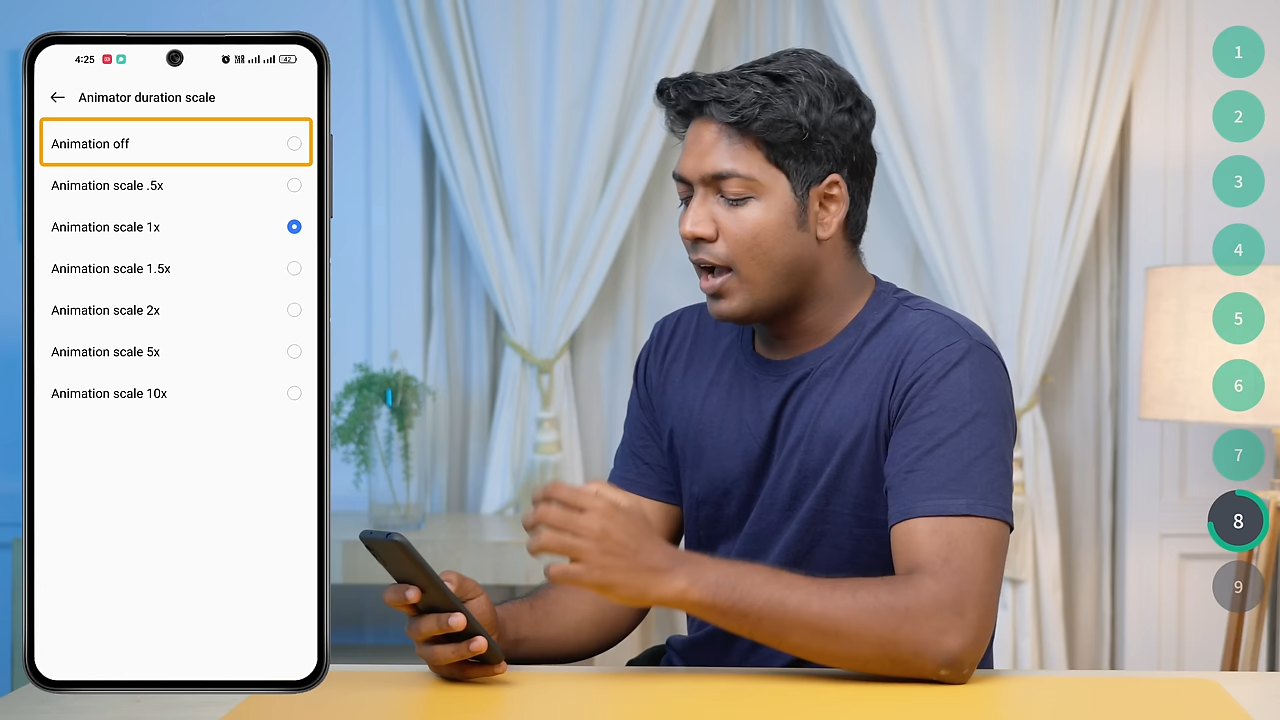 4:25
42
Animator duration scale
Animation off
Animation scale .5x
Animation scale 1x
Animation scale 1.5x
Animation scale 2x
Animation scale 5x
Animation scale 10x
1
2
3
4
5
6
7
8
9